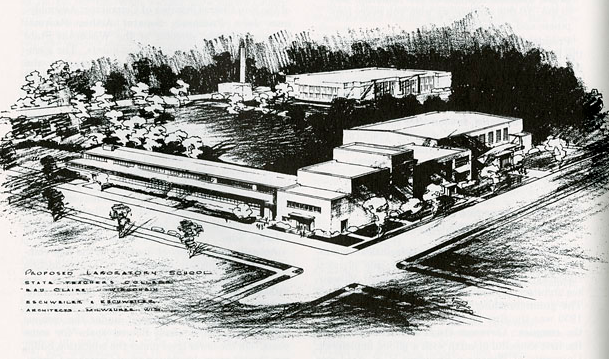 PROPOSED LABORATORY SCHOOL
STATE TEACHERS COLLEGE
EAU CLAIRE WISCONSIN
ESCHWEILER & ESCHWEILER
ARCHITECTS - MILWAUKEE, WIS.